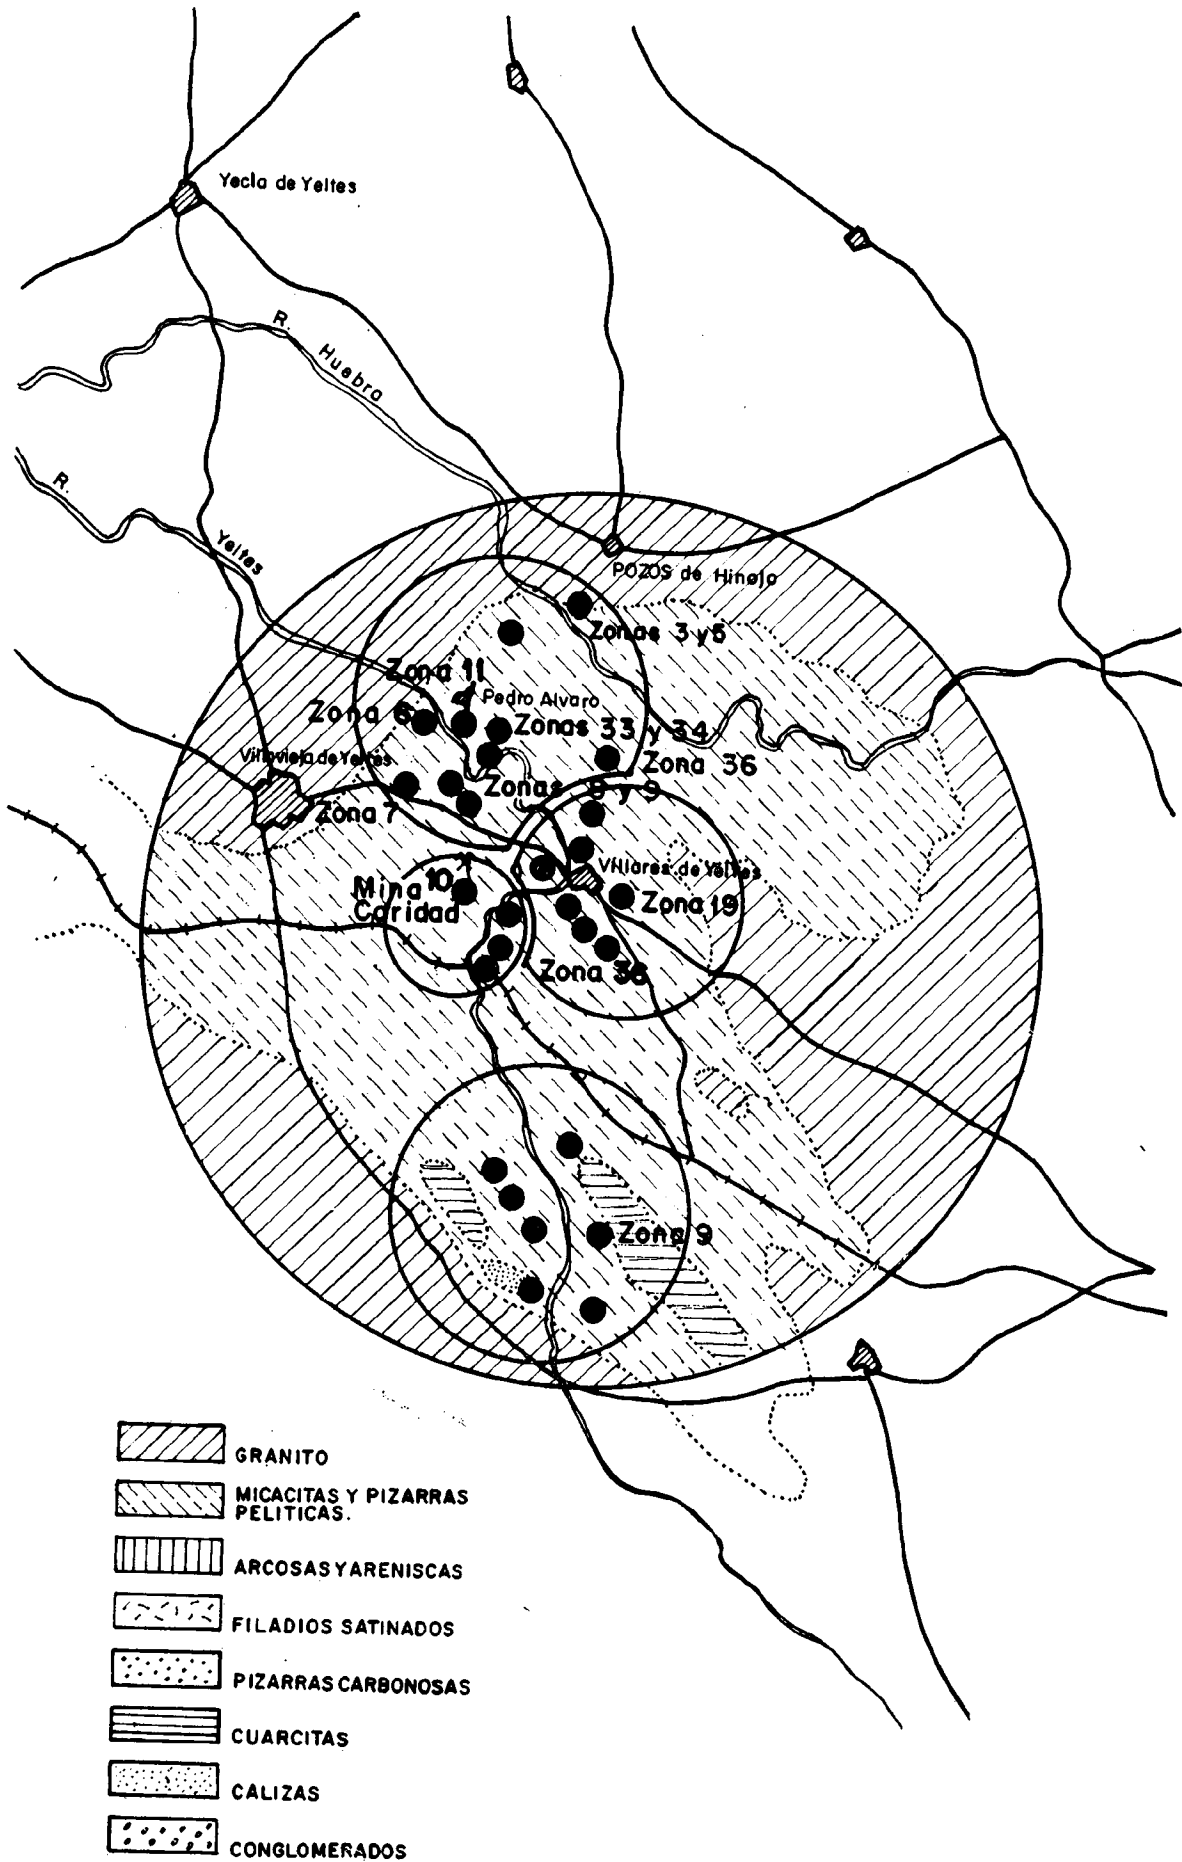 Yecla de Yeltes
R. Huebra
R. Yeltes
POZOS de Hinojo
Zonas 3 y 5
Zona 11
Pedro Alvaro
Zona 6
Zonas 33 y 34
Villavieja de Yeltes
Zona 36
Zonas 8 y 9
Zona 7
Villares de Yeltes
Mina 10
Caridad
Zona 19
Zona 36
Zona 9
GRANITO
MICACITAS Y PIZARRAS
PELITICAS.
ARCOSAS Y ARENISCAS
FILADIOS SATINADOS
PIZARRAS CARBONOSAS
CUARCITAS
CALIZAS
CONGLOMERADOS